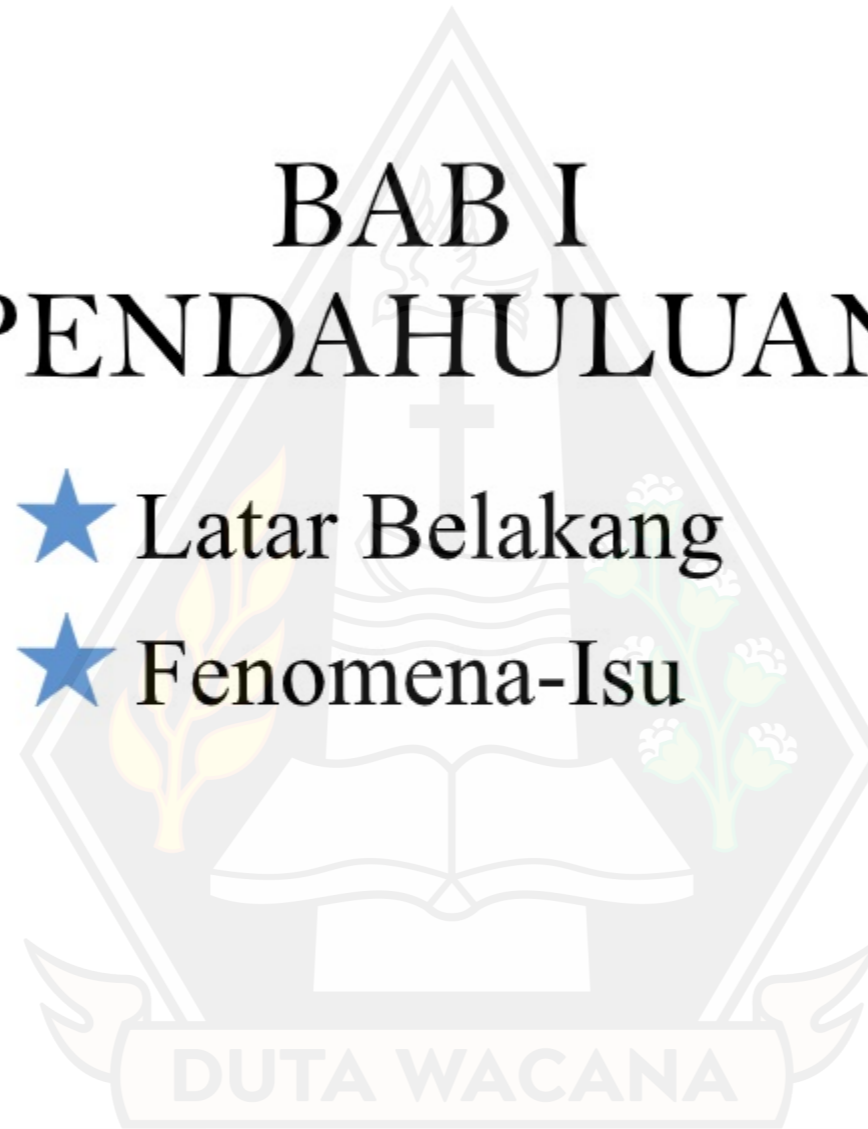 BAB I
PENDAHULUAN
Latar Belakang
Fenomena-Isu
DUTA WACANA